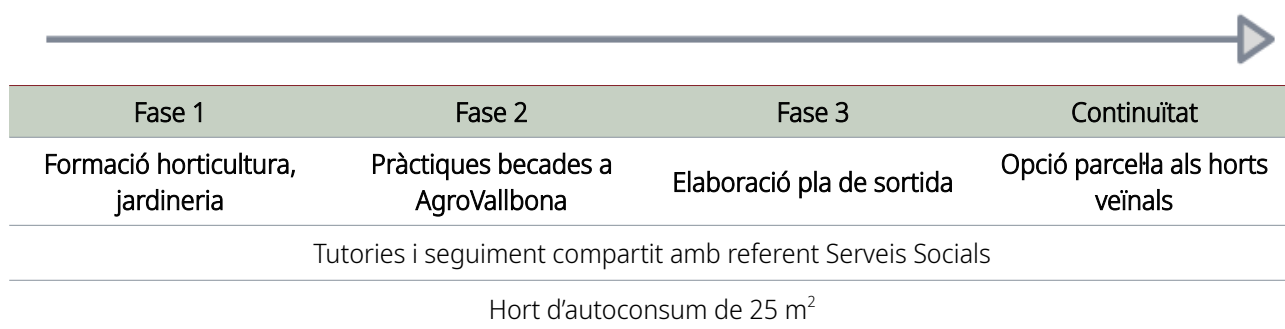 Fase 1 Fase 2 Fase 3 Continuïtat
Formació horticultura,
jardineria
Pràctiques becades a
AgroVallbona
Elaboració pla de sortida
Opció parcel·la als horts
veïnals
Tutories i seguiment compartit amb referent Serveis Socials
Hort d’autoconsum de 25 m²